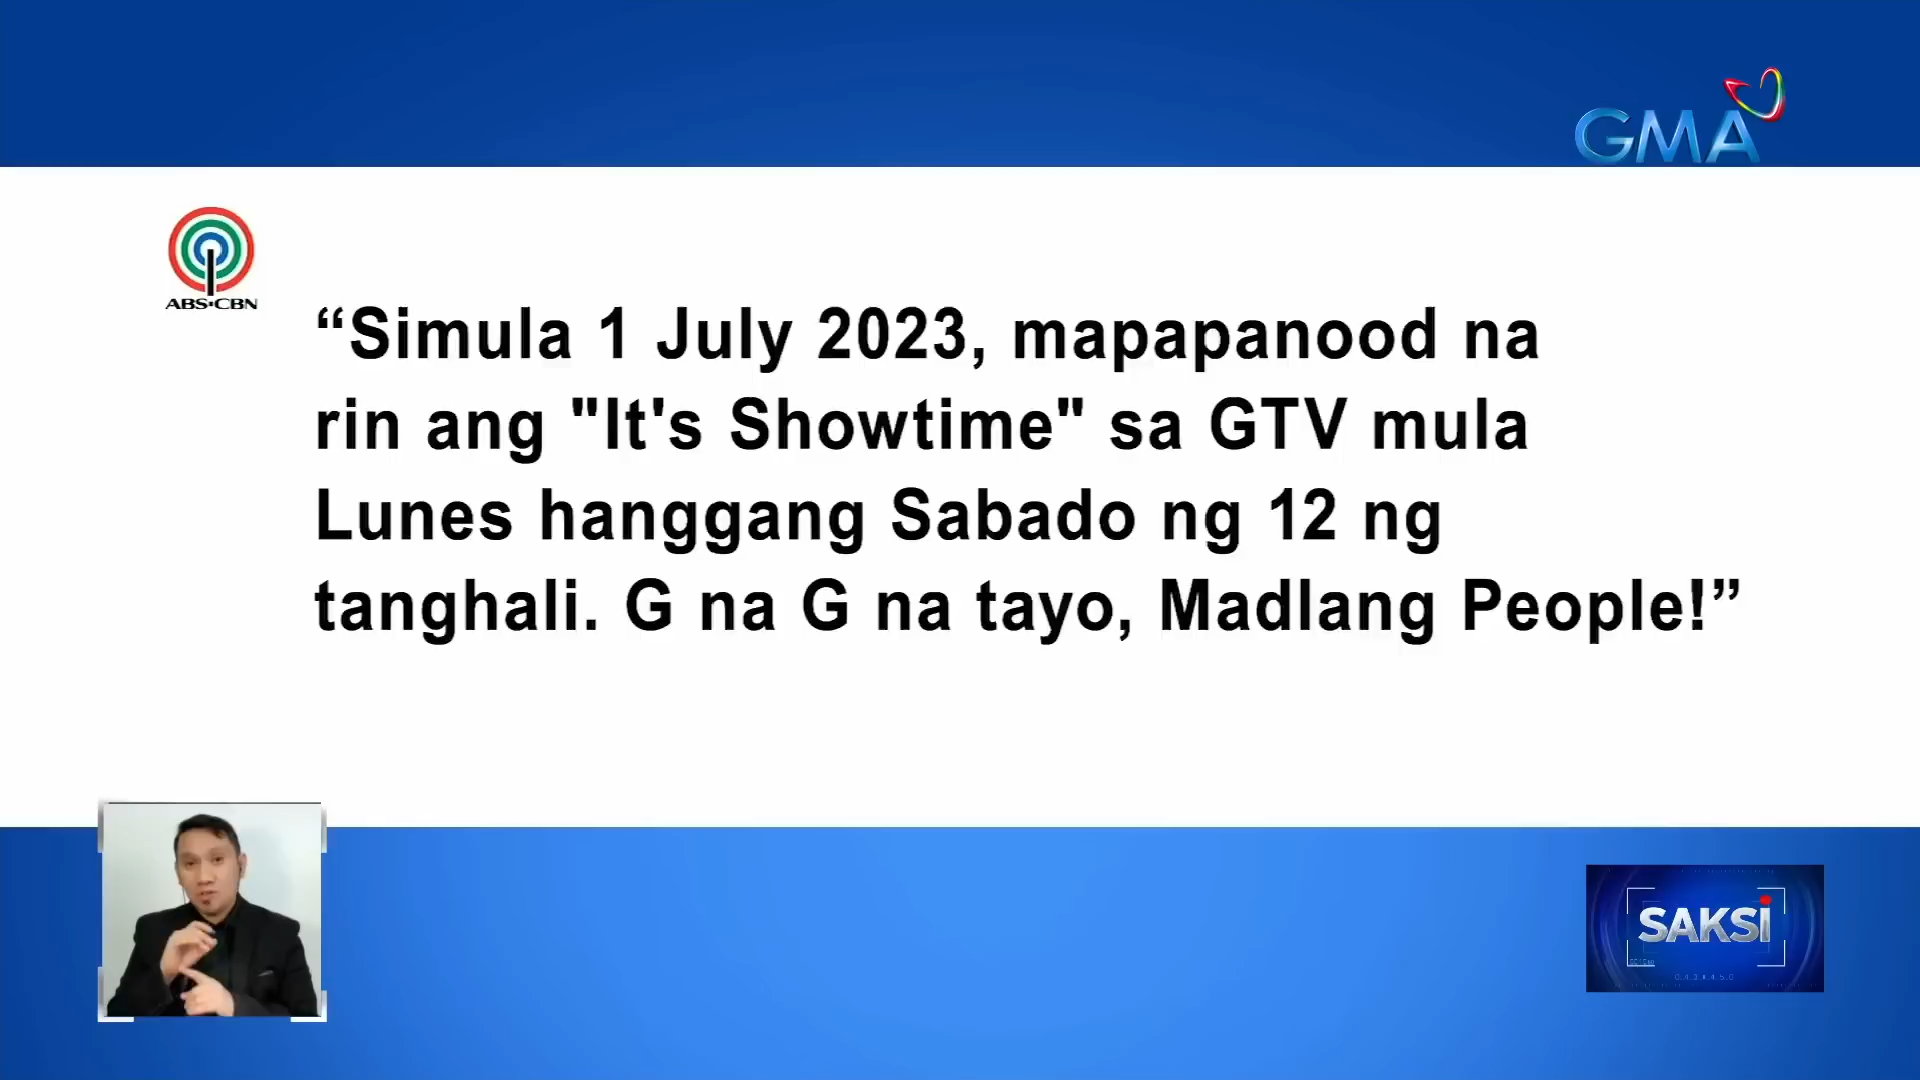 GMA
ABS-CBN
“Simula 1 July 2023, mapapanood na
rin ang "It's Showtime" sa GTV mula
Lunes hanggang Sabado ng 12 ng
tanghali. G na G na tayo, Madlang People!”
SAKSI